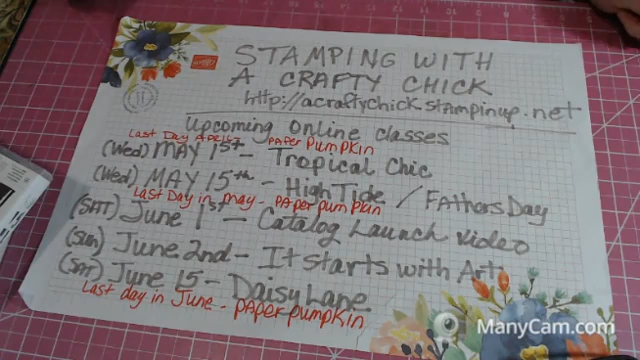 STAMPING WITH
A CRAFTY CHICK
http://acraftychick.stampinup.net
Upcoming Online classes
Last Day April - PAPER PUMPKIN
(Wed) MAY 1st - Tropical Chic
(Wed) MAY 15th - High Tide / FAthers DAy
Last Day in may - PAPER pumpkin
(SAT) June 1st - Catalog LAunch video
(Sun) June 2nd - It starts with Art
(SAT) June 15 - DAisy LAne
Last day in June - PAPER pumpkin
ManyCam.com